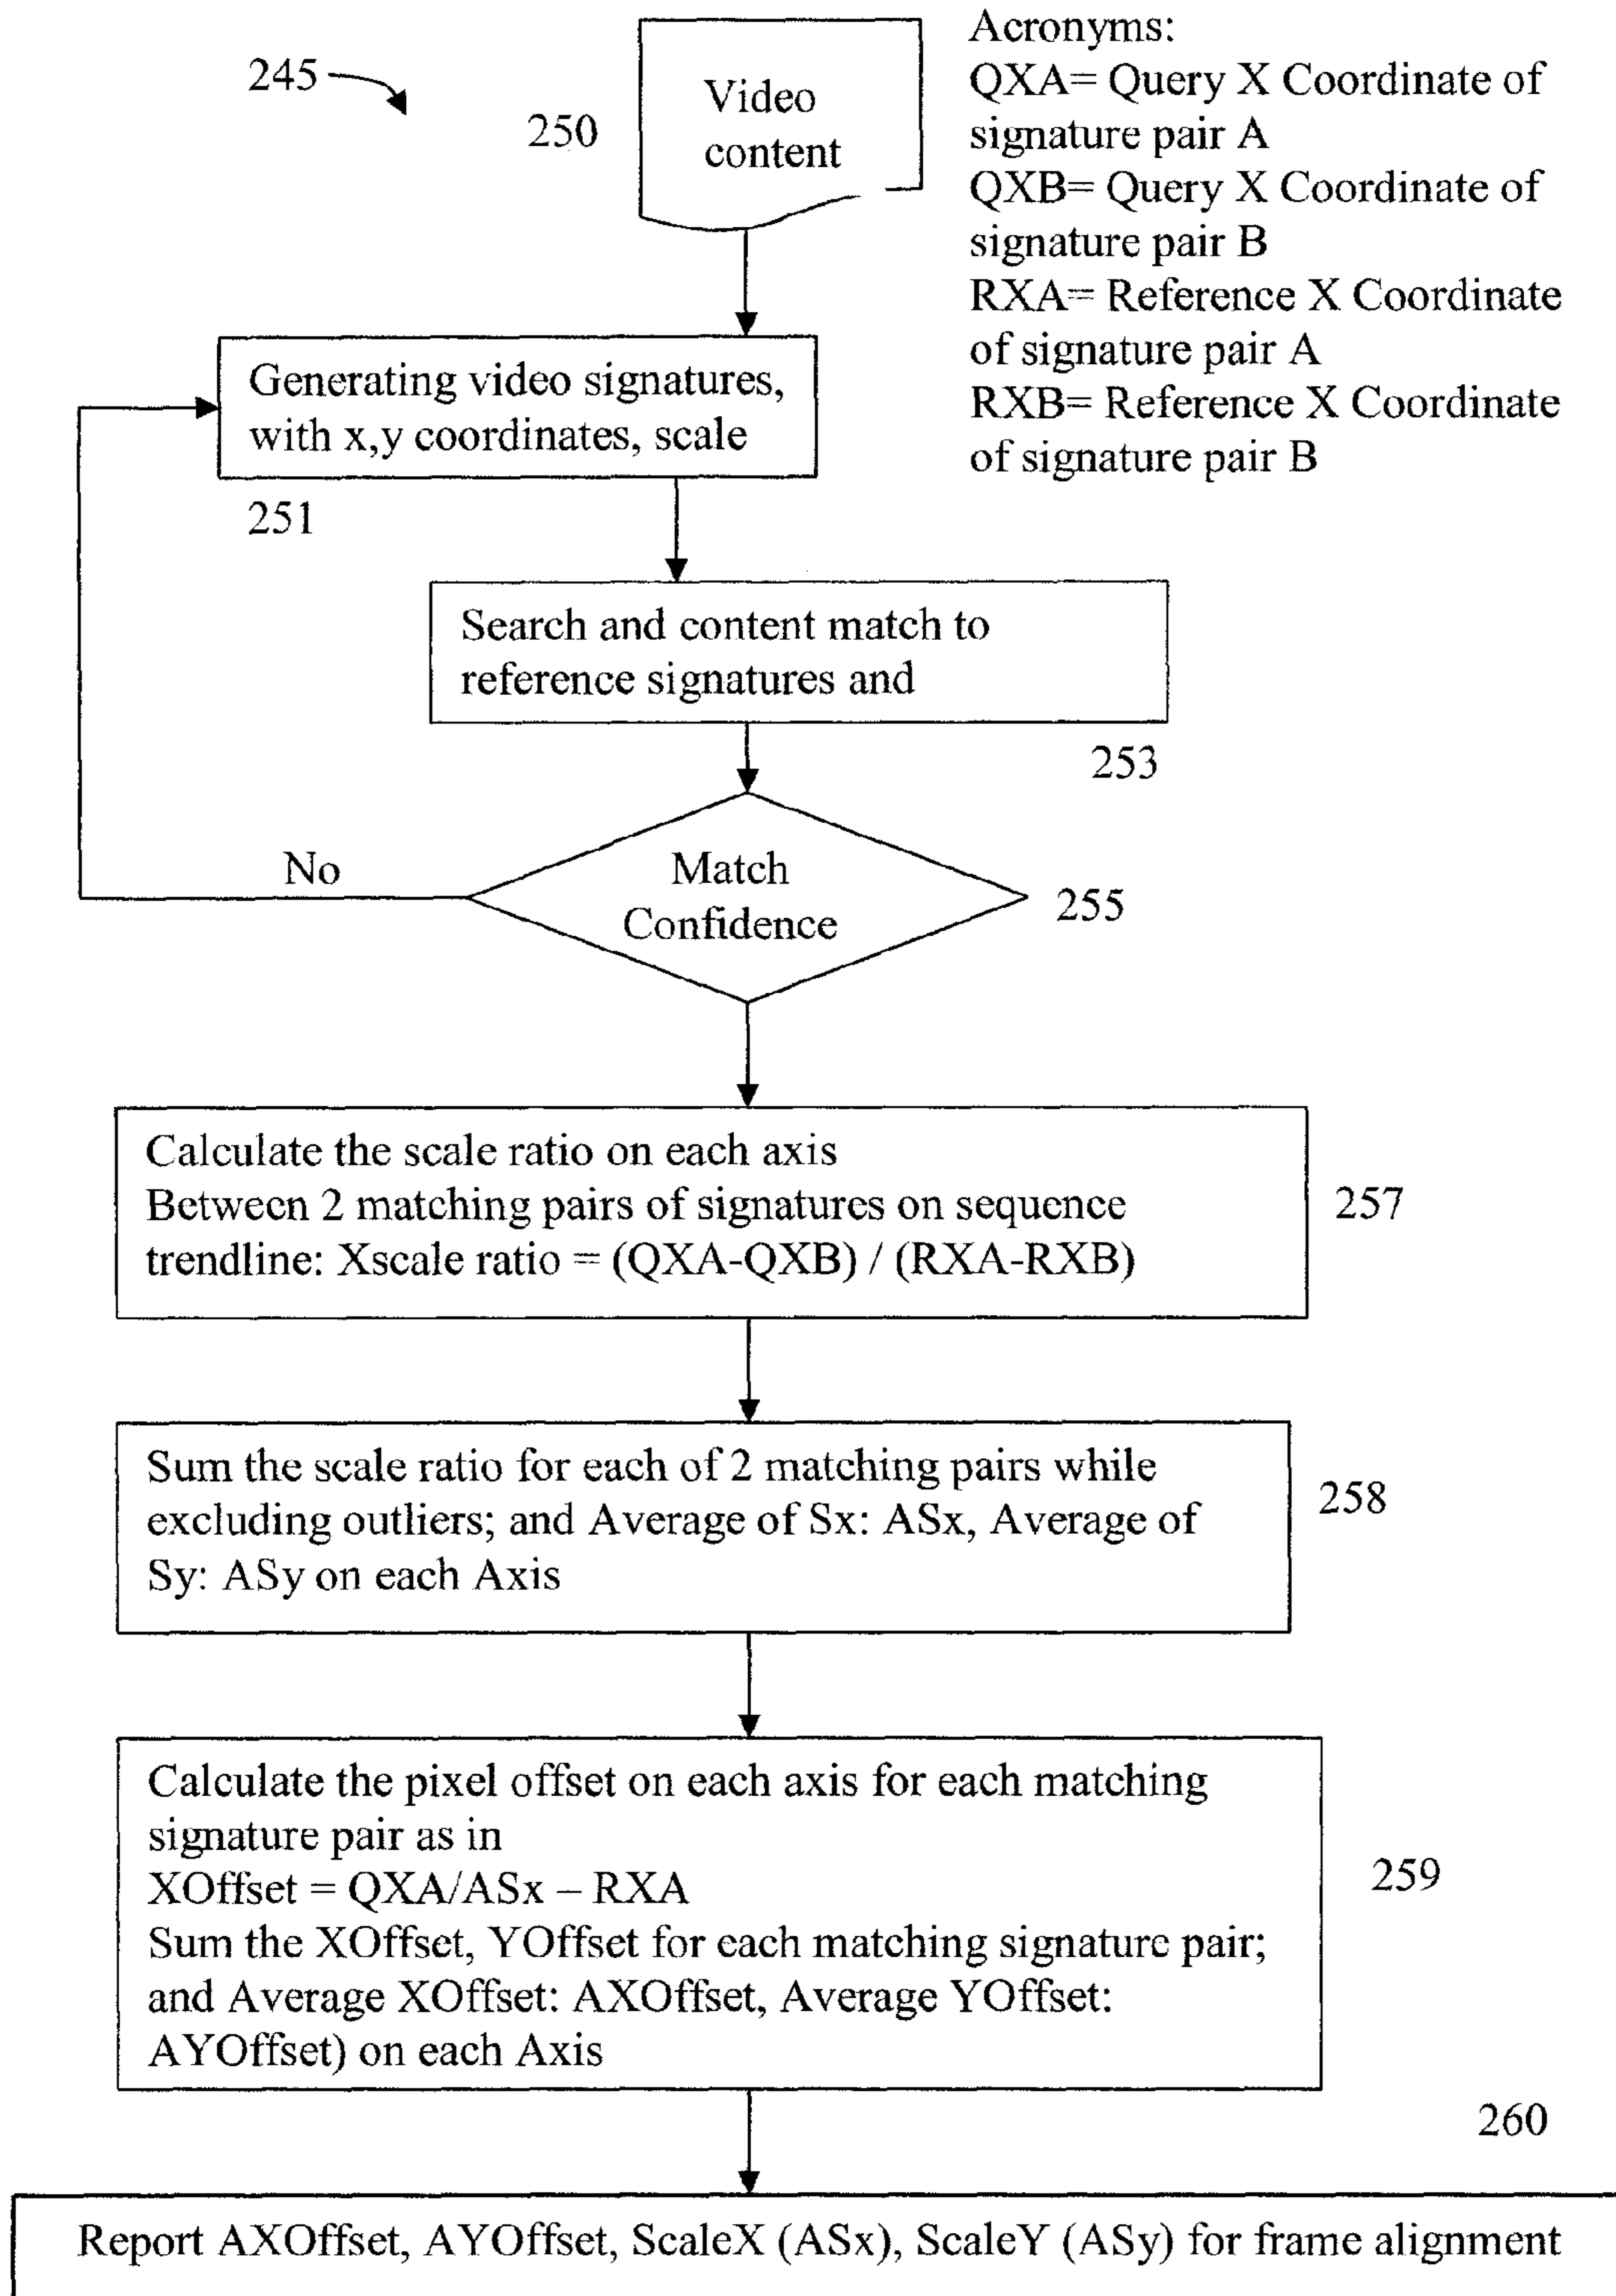 245
250
Video
content
Acronyms:
QXA= Query X Coordinate of
signature pair A
QXB= Query X Coordinate of
signature pair B
RXA= Reference X Coordinate
of signature pair A
RXB= Reference X Coordinate
of signature pair B
Generating video signatures,
with x,y coordinates, scale
251
Search and content match to
reference signatures and
253
No
Match
Confidence
255
Calculate the scale ratio on each axis
Between 2 matching pairs of signatures on sequence
trendline: Xscale ratio = (QXA-QXB) / (RXA-RXB)
257
Sum the scale ratio for each of 2 matching pairs while
excluding outliers; and Average of Sx: ASx, Average of
Sy: ASy on each Axis
258
Calculate the pixel offset on each axis for each matching
signature pair as in
XOffset = QXA/ASx – RXA
Sum the XOffset, YOffset for each matching signature pair;
and Average XOffset: AXOffset, Average YOffset:
AYOffset) on each Axis
259
260
Report AXOffset, AYOffset, ScaleX (ASx), ScaleY (ASy) for frame alignment